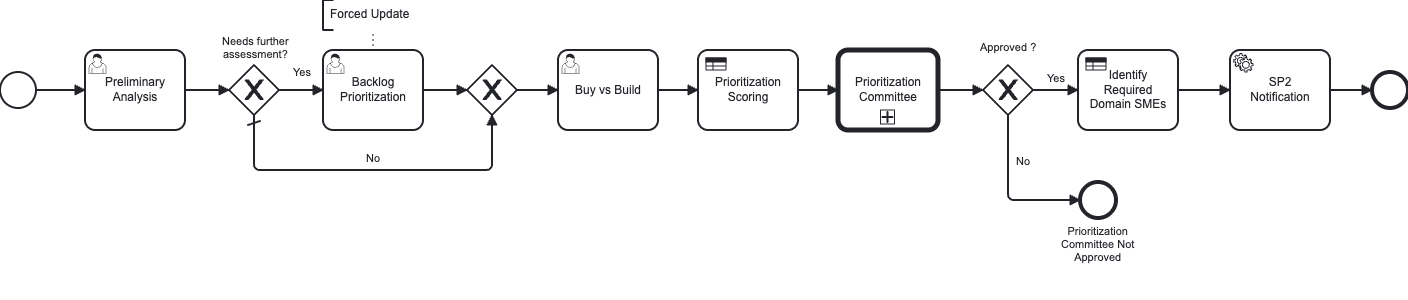 Forced Update
Needs further
assessment?
Yes
Preliminary
Analysis
Backlog
Prioritization
No
Buy vs Build
Prioritization
Scoring
Prioritization
Committee
Approved ?
Yes
No
Identify
Required
Domain SMEs
SP2
Notification
Prioritization
Committee Not
Approved